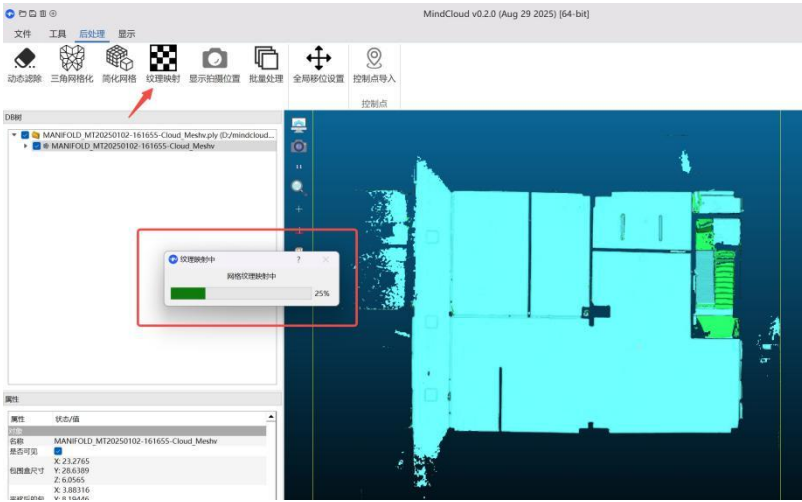 MindCloud v0.2.0 (Aug 29 2025) [64-bit]
文件 工具 后处理 显示
动态滤除 三角网格化 简化网格 纹理映射 显示拍摄位置 批量处理 全局移位设置 控制点导入
控制点
DB树
MANIFOLD_MT20250102-161655-Cloud_Meshv.ply (D:/mindcloud...
MANIFOLD_MT20250102-161655-Cloud_Meshv
纹理映射中 ? ×
网格纹理映射中
25%
属性
属性 状态/值
对象
名称 MANIFOLD_MT20250102-161655-Cloud_Meshv
是否可见
X: 23.2765
包围盒尺寸 Y: 28.6389
Z: 6.0565
X: 3.88316
Y: 8.19446